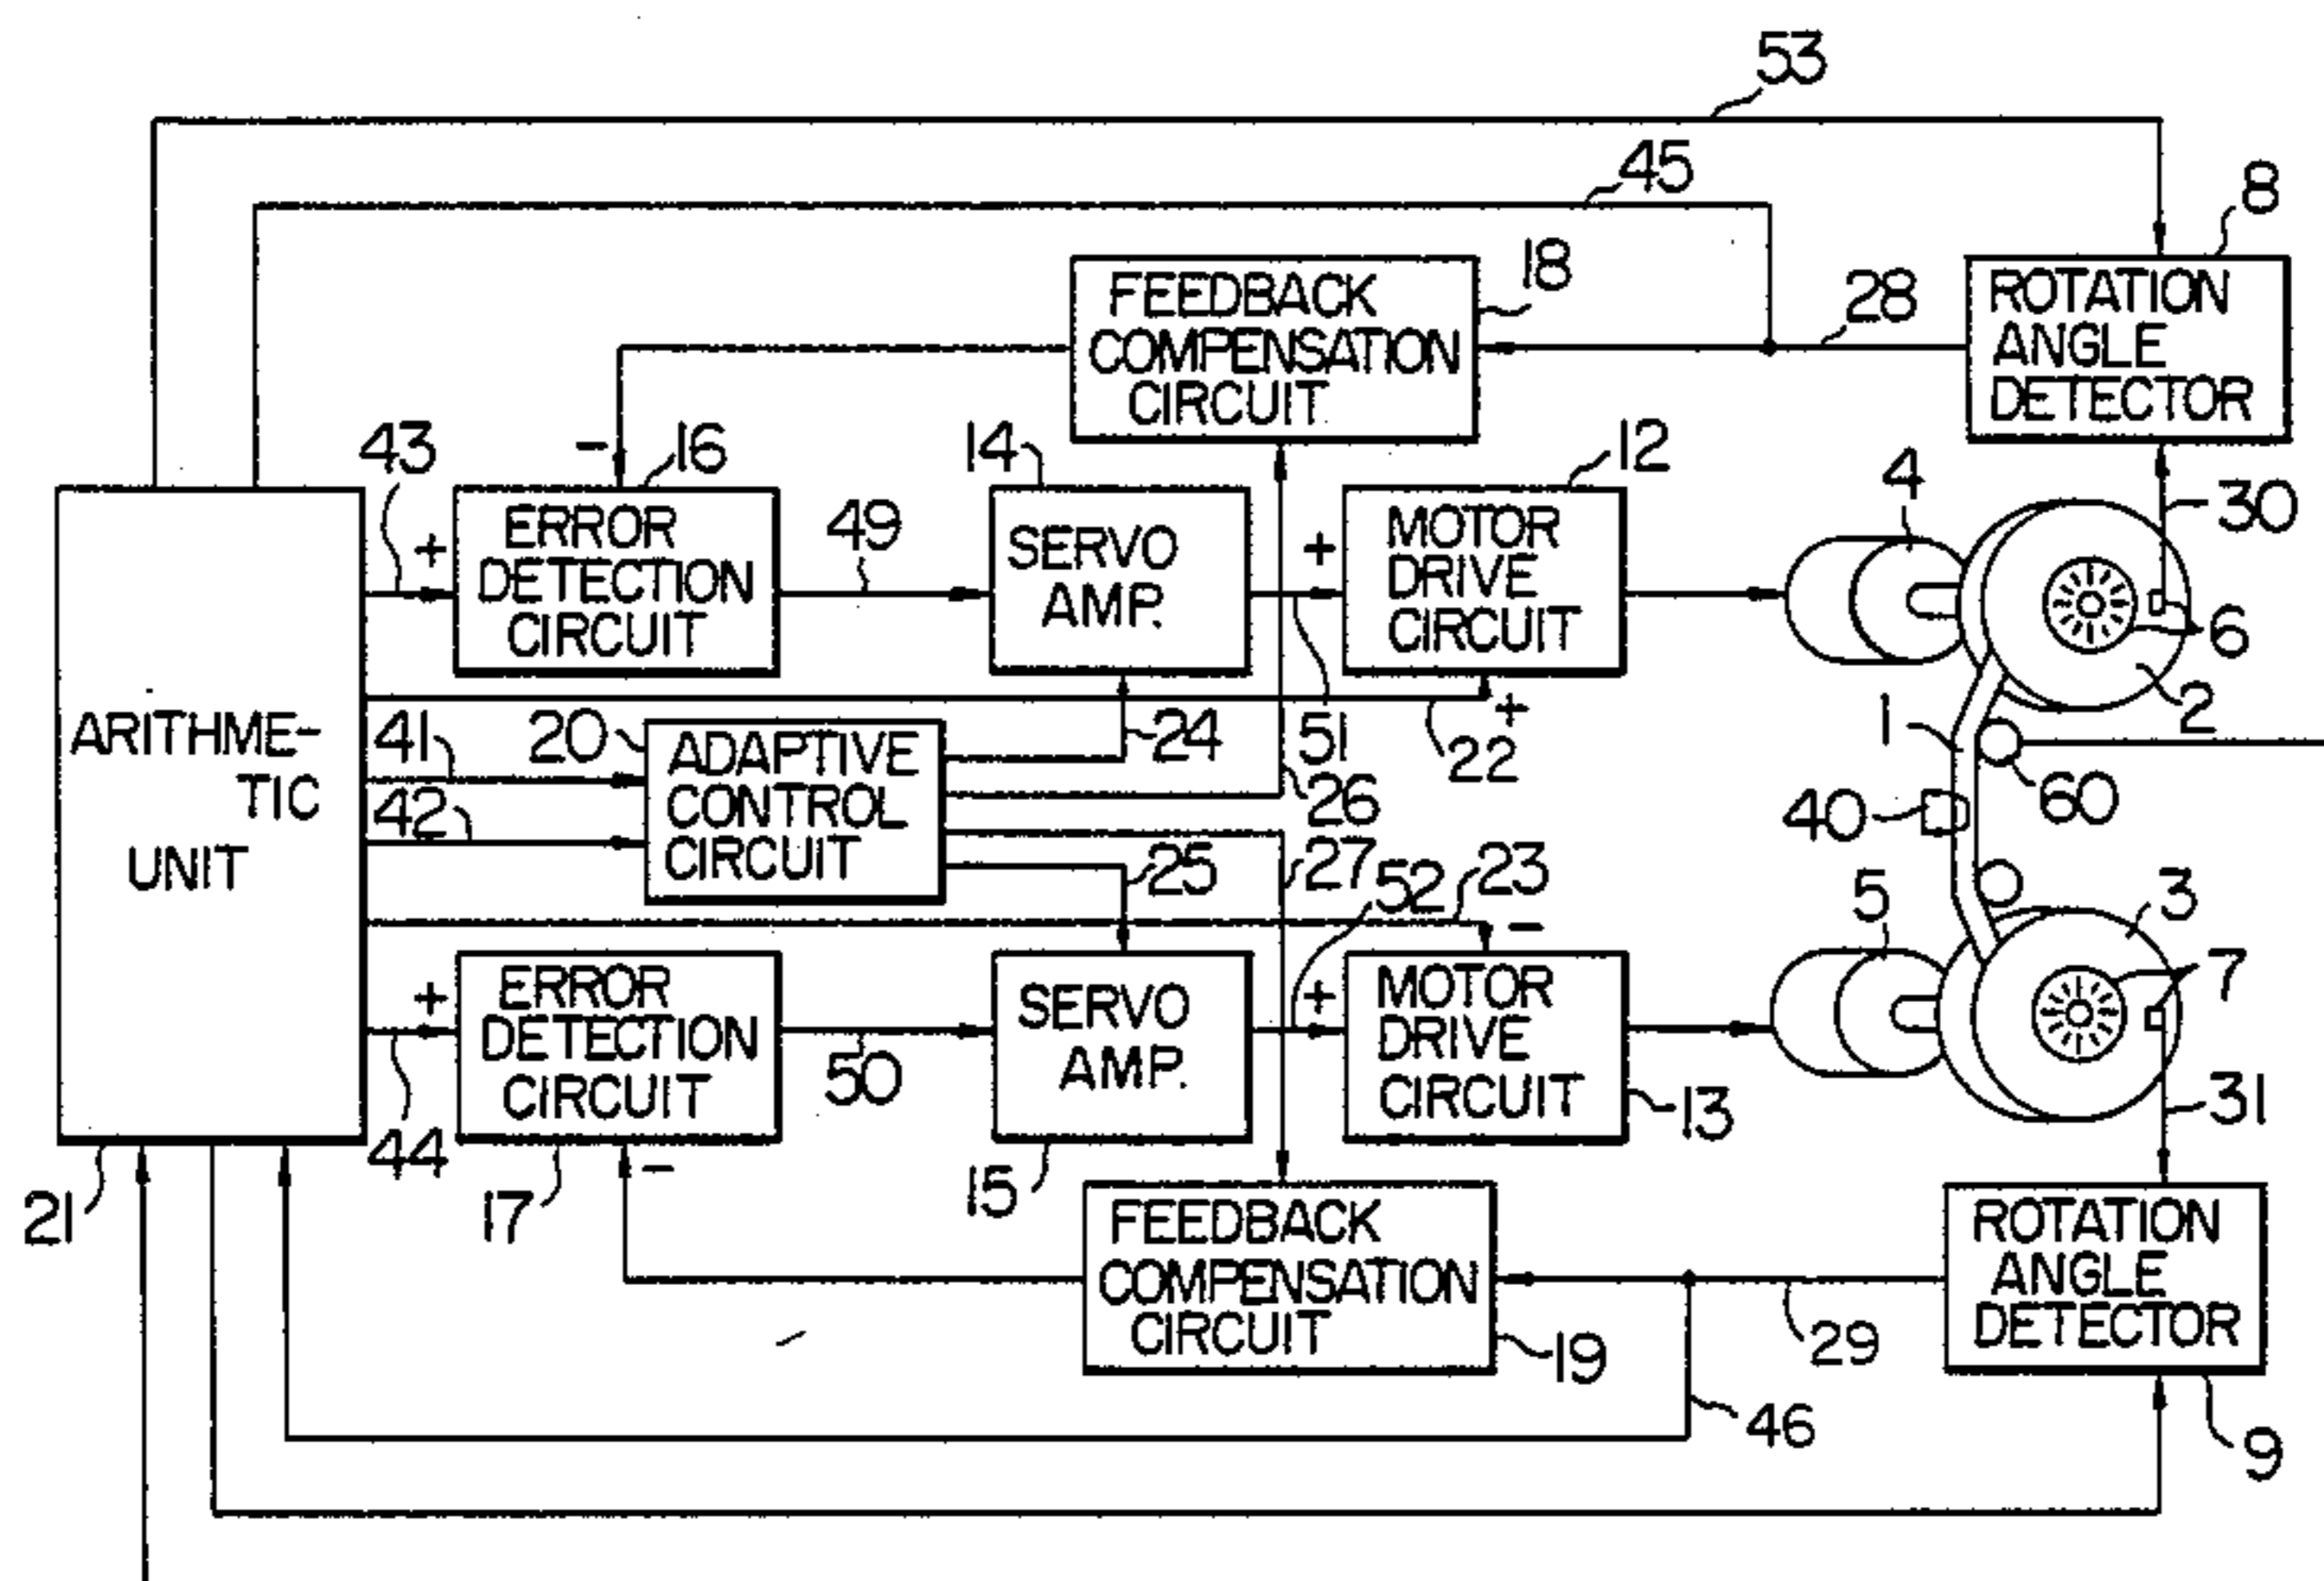 53
45
8
18
28
FEEDBACK
COMPENSATION
CIRCUIT
ROTATION
ANGLE
DETECTOR
43
-
16
14
12
4
30
ERROR
DETECTION
CIRCUIT
+
49
SERVO
AMP.
+
MOTOR
DRIVE
CIRCUIT
6
2
ARITHME-
TIC
UNIT
41
42
20
ADAPTIVE
CONTROL
CIRCUIT
24
51
26
22
+
1
60
40
25
27
52
23
-
5
3
7
+
ERROR
DETECTION
CIRCUIT
50
SERVO
AMP.
+
MOTOR
DRIVE
CIRCUIT
13
31
44
21
17
-
15
FEEDBACK
COMPENSATION
CIRCUIT
19
29
ROTATION
ANGLE
DETECTOR
46
9